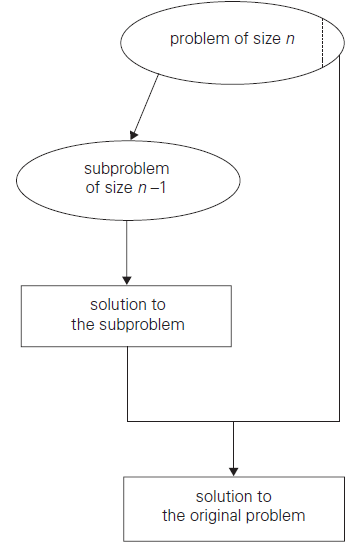 problem of size n
subproblem
of size n –1
solution to
the subproblem
solution to
the original problem